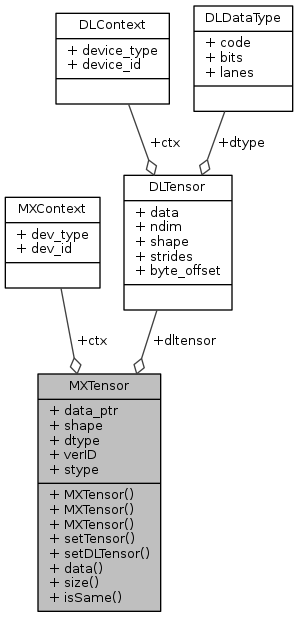 DLContext
+ device_type
+ device_id
DLDataType
+ code
+ bits
+ lanes
+ctx
+dtype
MXContext
+ dev_type
+ dev_id
DLTensor
+ data
+ ndim
+ shape
+ strides
+ byte_offset
+ctx
+dltensor
MXTensor
+ data_ptr
+ shape
+ dtype
+ verID
+ stype
+ MXTensor()
+ MXTensor()
+ MXTensor()
+ setTensor()
+ setDLTensor()
+ data()
+ size()
+ isSame()